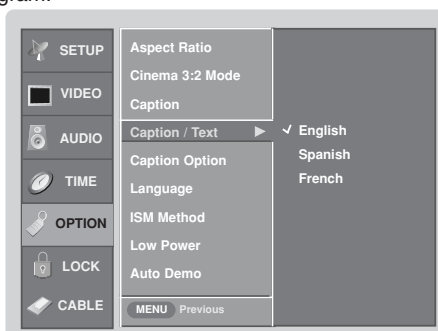 gram.
SETUP
VIDEO
AUDIO
TIME
OPTION
LOCK
CABLE
Aspect Ratio
Cinema 3:2 Mode
Caption
Caption / Text
Caption Option
Language
ISM Method
Low Power
Auto Demo
MENU Previous
English
Spanish
French